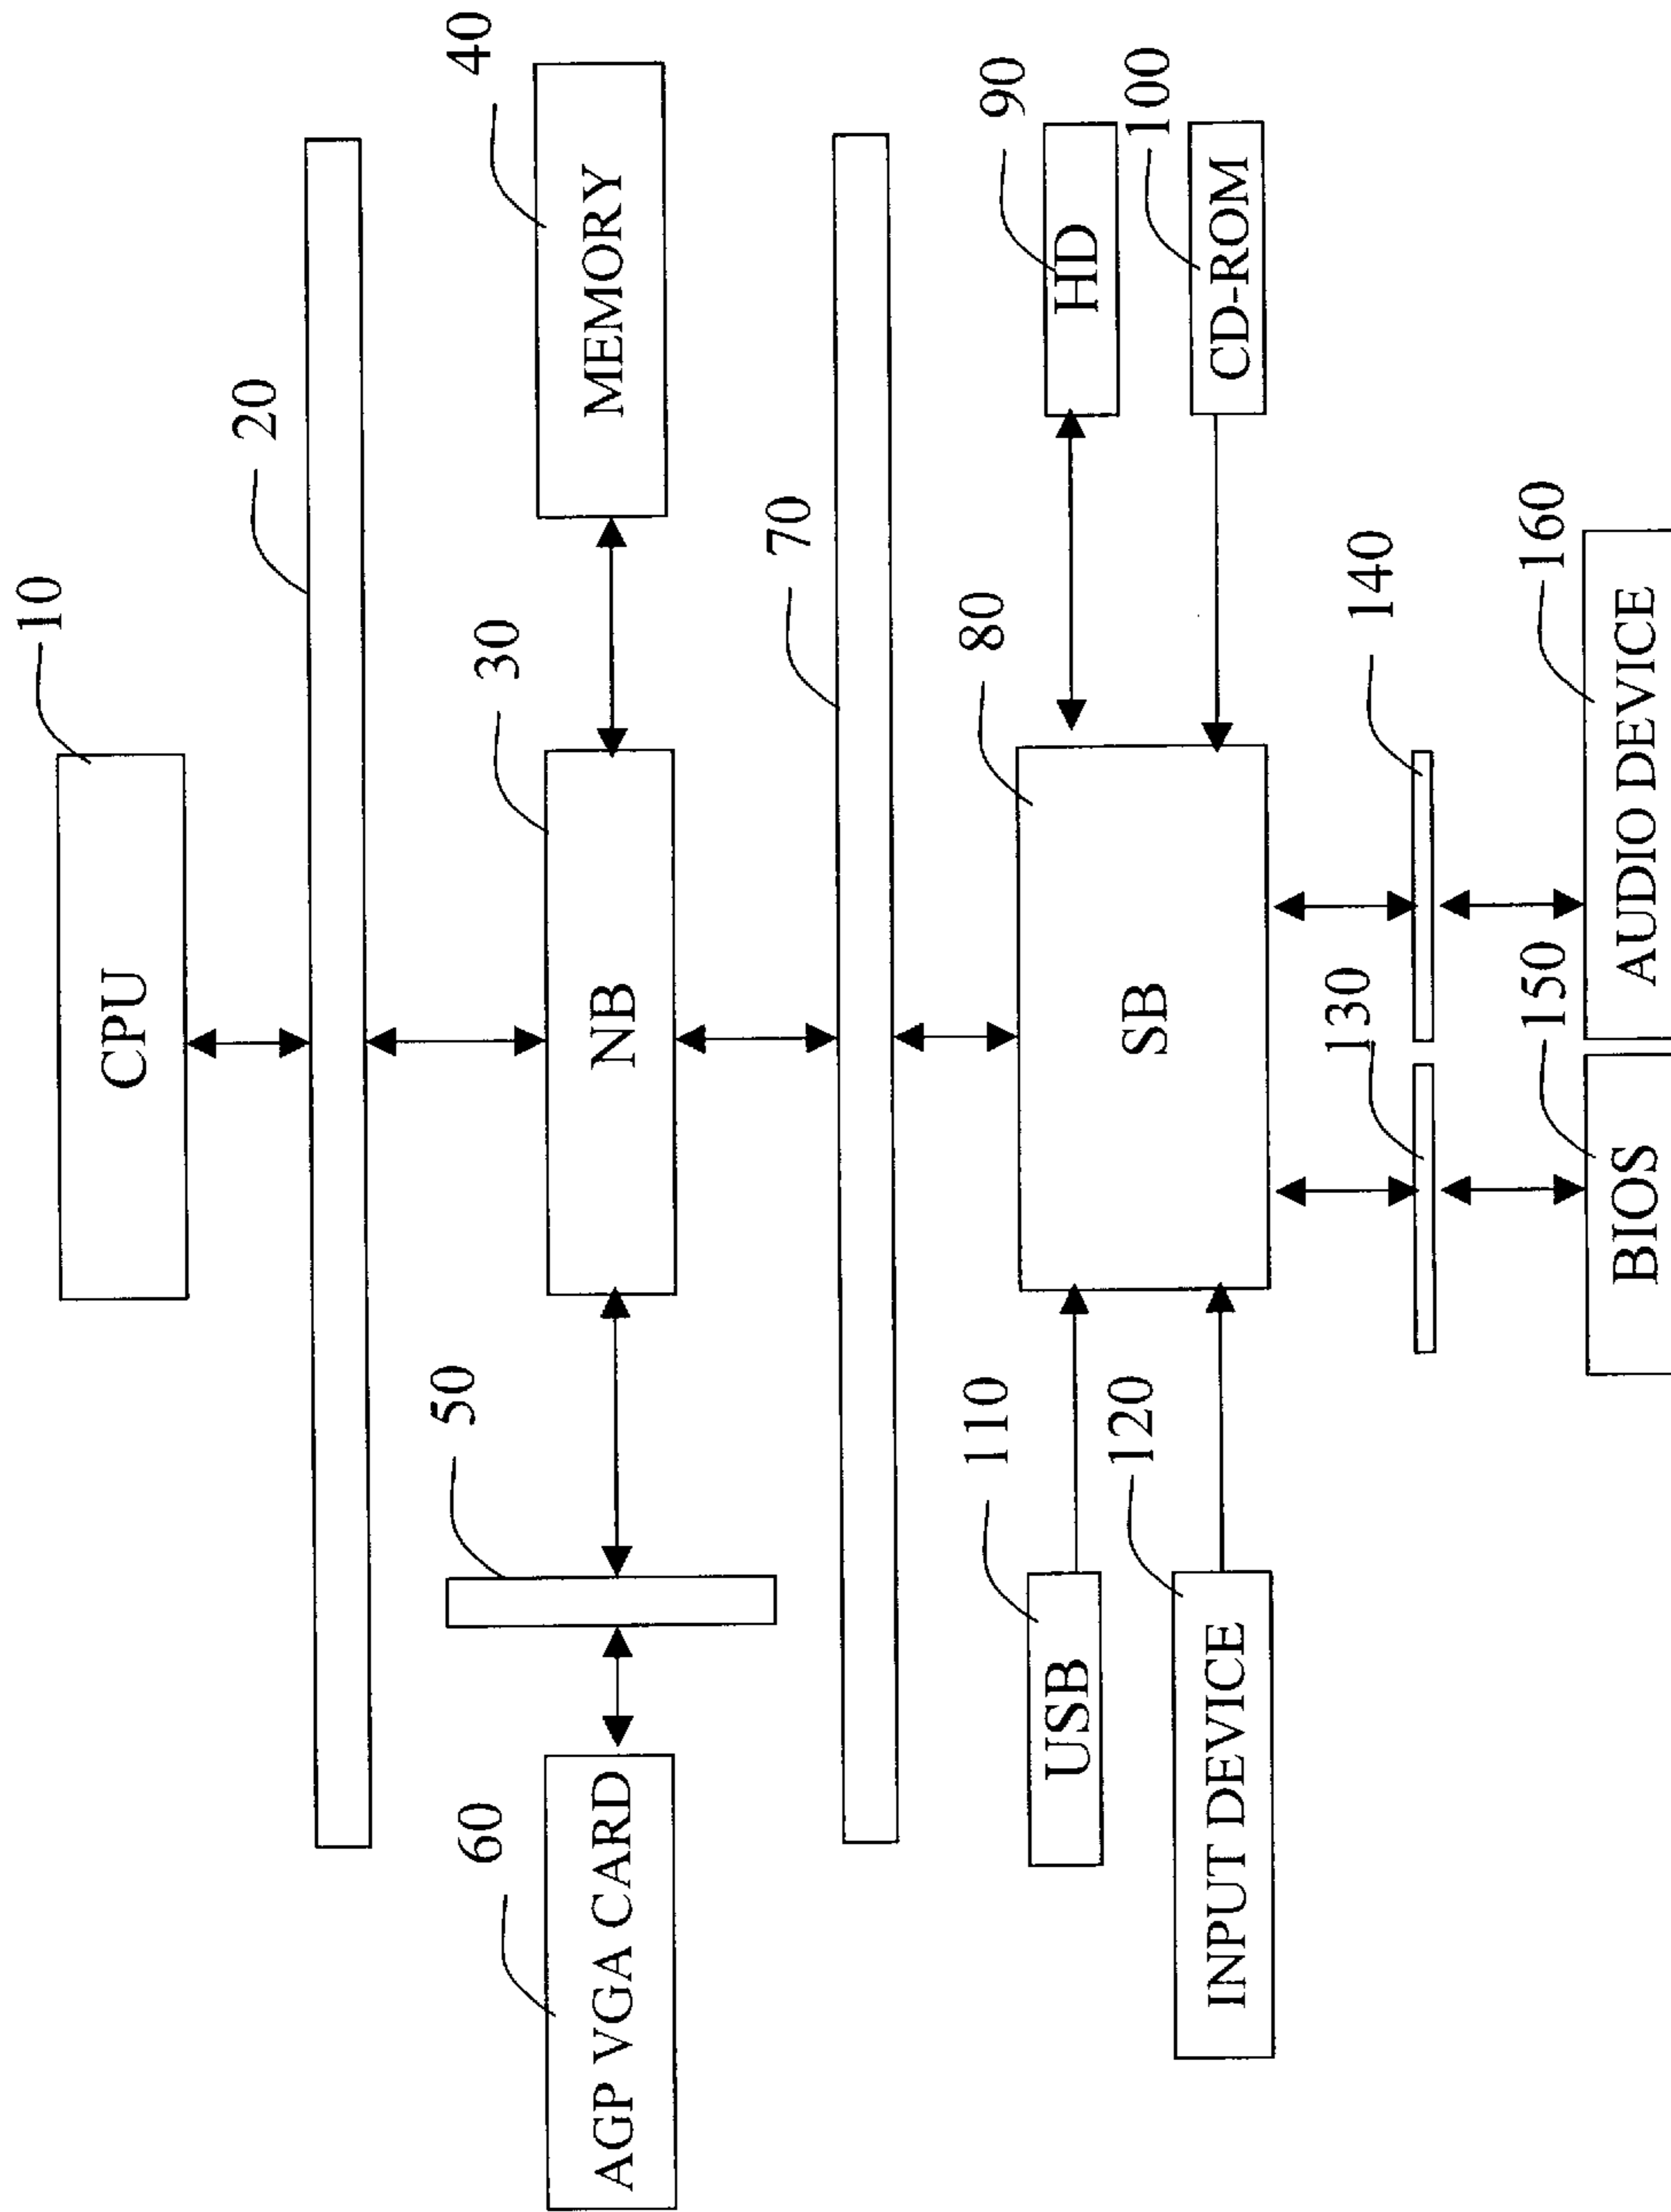 CPU
10
20
AGP VGA CARD
60
50
NB
30
MEMORY
40
70
USB
110
INPUT DEVICE
120
SB
80
HD
90
CD-ROM
100
130
140
BIOS
150
AUDIO DEVICE
160